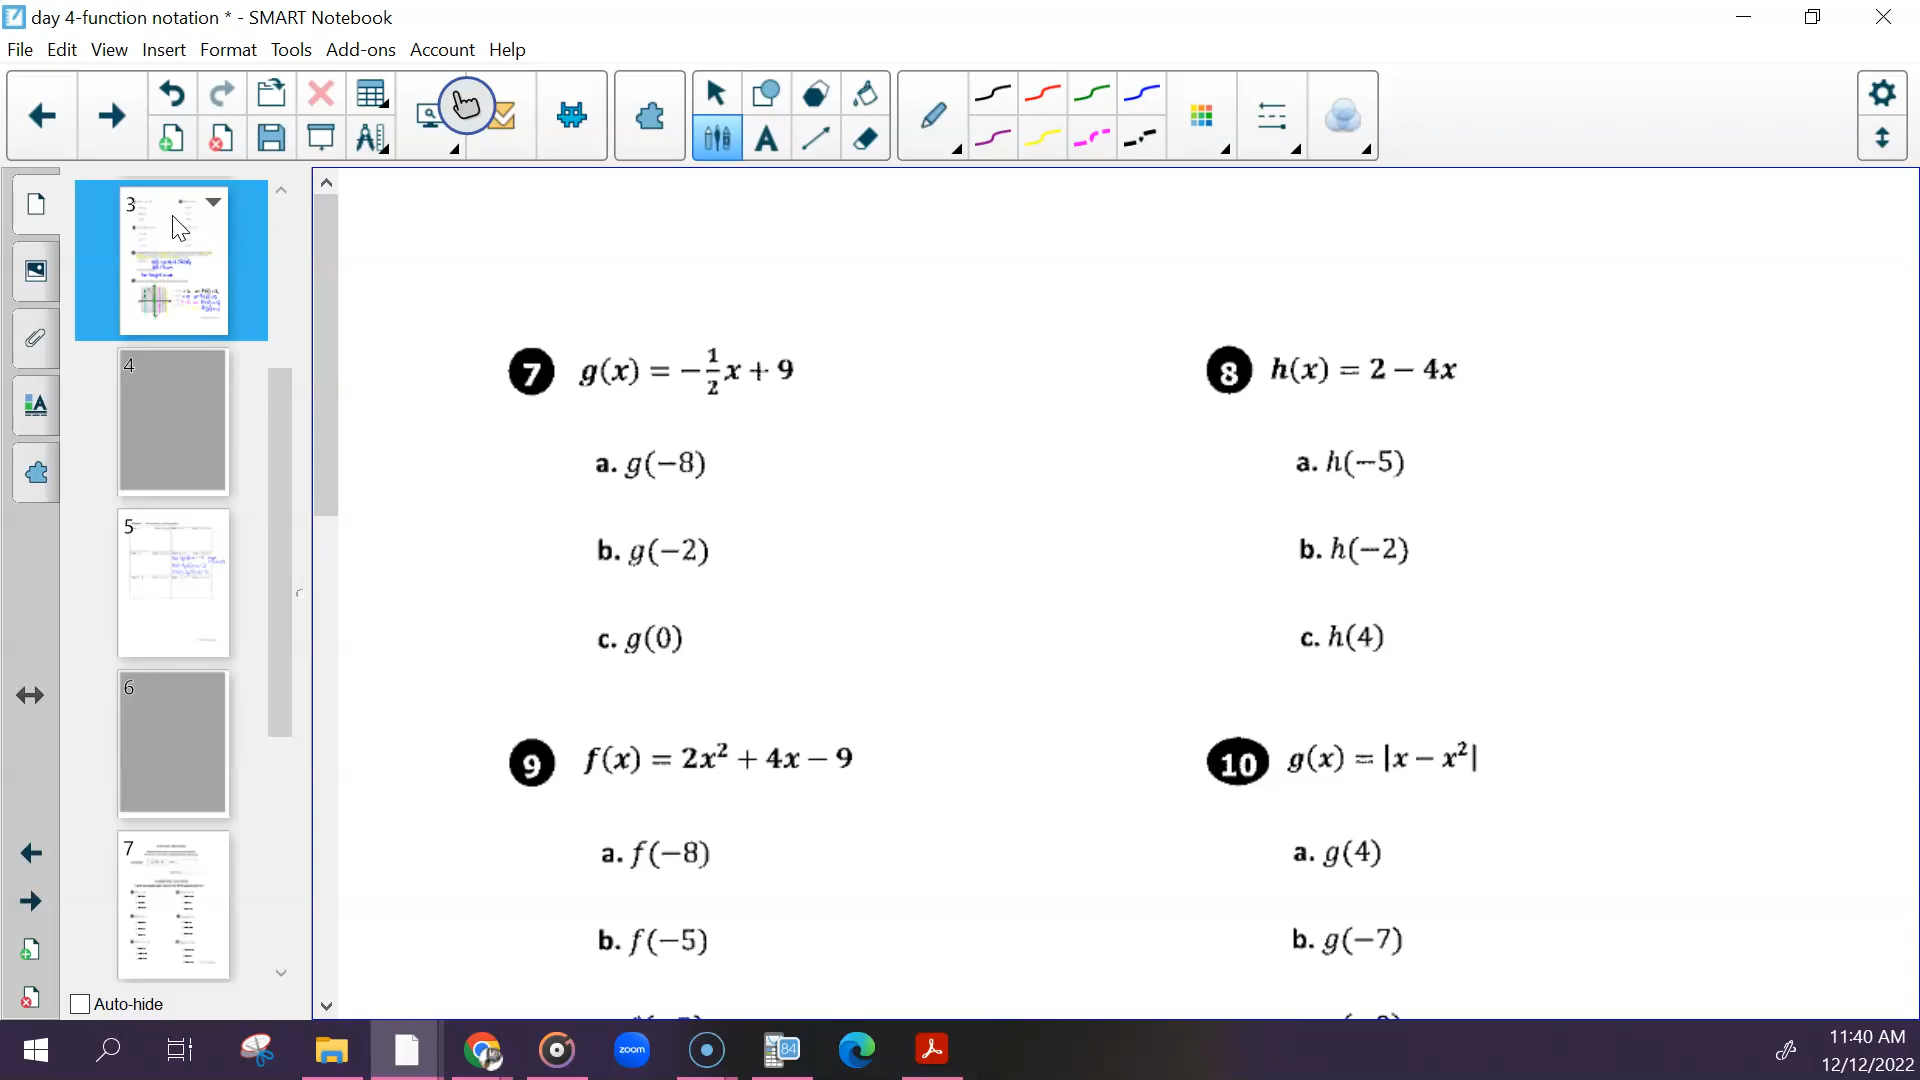 day 4-function notation * - SMART Notebook
File Edit View Insert Format Tools Add-ons Account Help
3
4
5
6
7
Auto-hide
7 g(x) = −1/2x + 9
a. g(−8)
b. g(−2)
c. g(0)
8 h(x) = 2 − 4x
a. h(−5)
b. h(−2)
c. h(4)
9 f(x) = 2x² + 4x − 9
a. f(−8)
b. f(−5)
10 g(x) = |x − x²|
a. g(4)
b. g(−7)
zoom
84
11:40 AM
12/12/2022